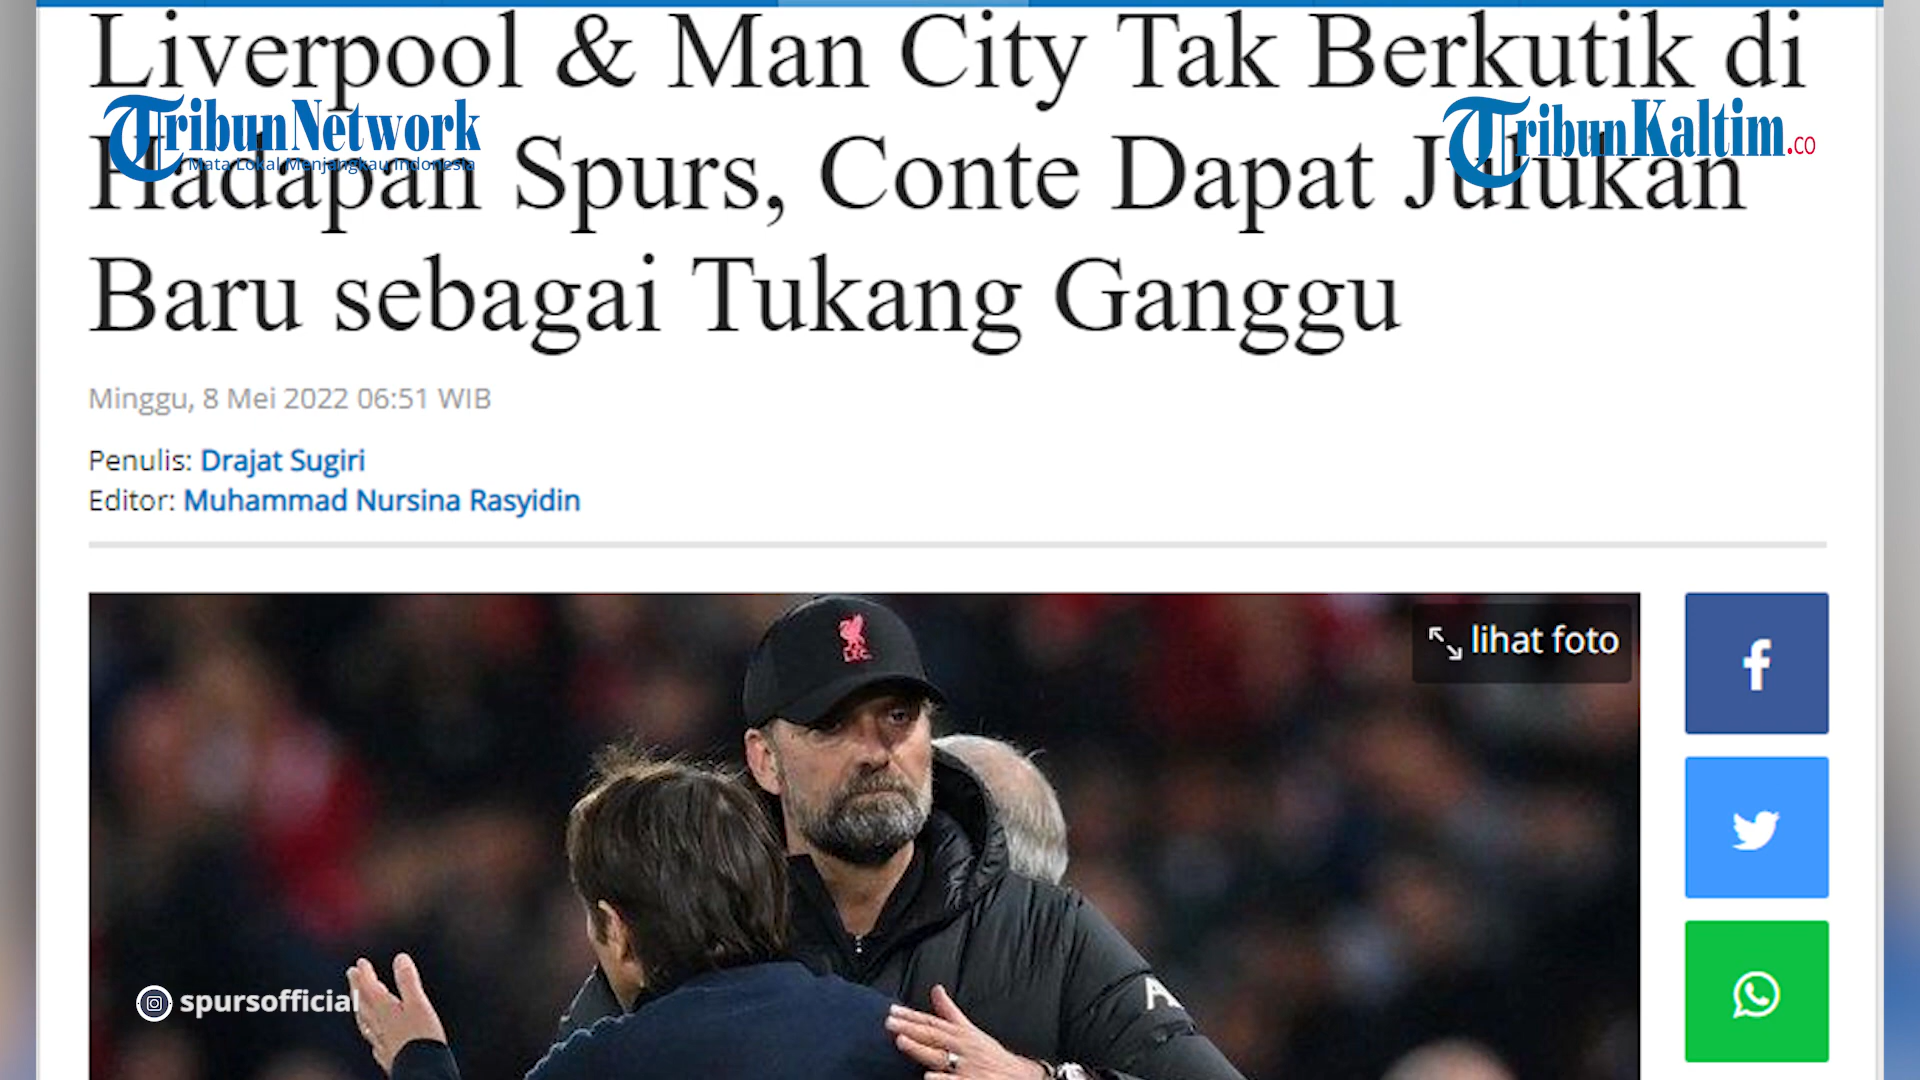 Liverpool & Man City Tak Berkutik di
TribunNetwork
Mata Lokal Menjangkau Indonesia
TribunKaltim.co
Hadapan Spurs, Conte Dapat Julukan
Baru sebagai Tukang Ganggu
Minggu, 8 Mei 2022 06:51 WIB
Penulis: Drajat Sugiri
Editor: Muhammad Nursina Rasyidin
lihat foto
L.F.C.
spursofficial